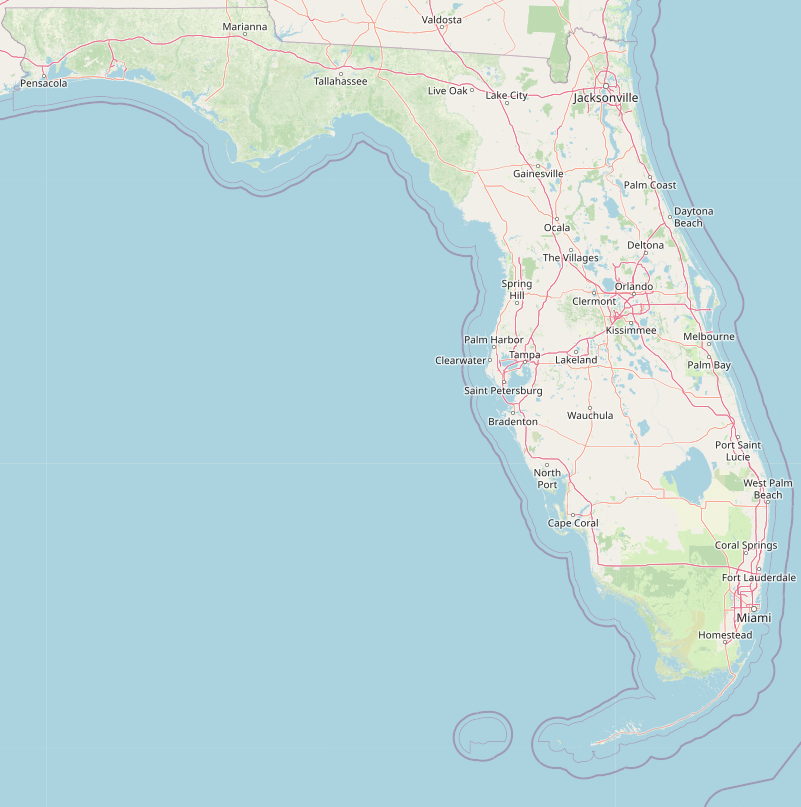 Valdosta
Marianna
Pensacola
Tallahassee
Live Oak
Lake City
Jacksonville
Gainesville
Palm Coast
Daytona
Beach
Ocala
Deltona
The Villages
Spring
Hill
Orlando
Clermont
Kissimmee
Palm Harbor
Melbourne
Clearwater
Tampa
Lakeland
Palm Bay
Saint Petersburg
Bradenton
Wauchula
Port Saint
Lucie
North
Port
West Palm
Beach
Cape Coral
Coral Springs
Fort Lauderdale
Miami
Homestead